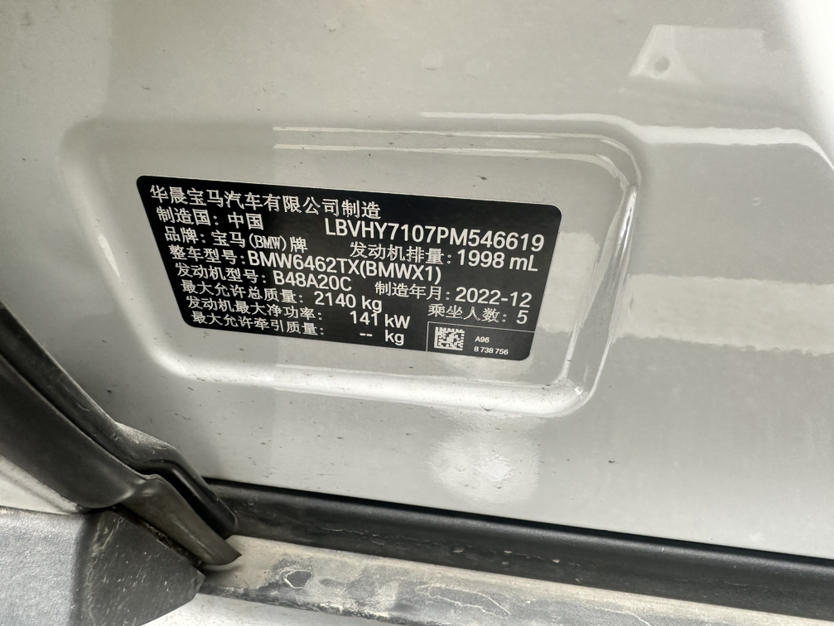 华晨宝马汽车有限公司制造
制造国：中国 LBVHY7107PM546619
品牌：宝马(BMW)牌 发动机排量：1998 mL
整车型号：BMW6462TX(BMWX1)
发动机型号：B48A20C 制造年月：2022-12
最大允许总质量：2140 kg 乘坐人数：5
发动机最大净功率：141 kW
最大允许牵引质量：-- kg
A96
8 738 756